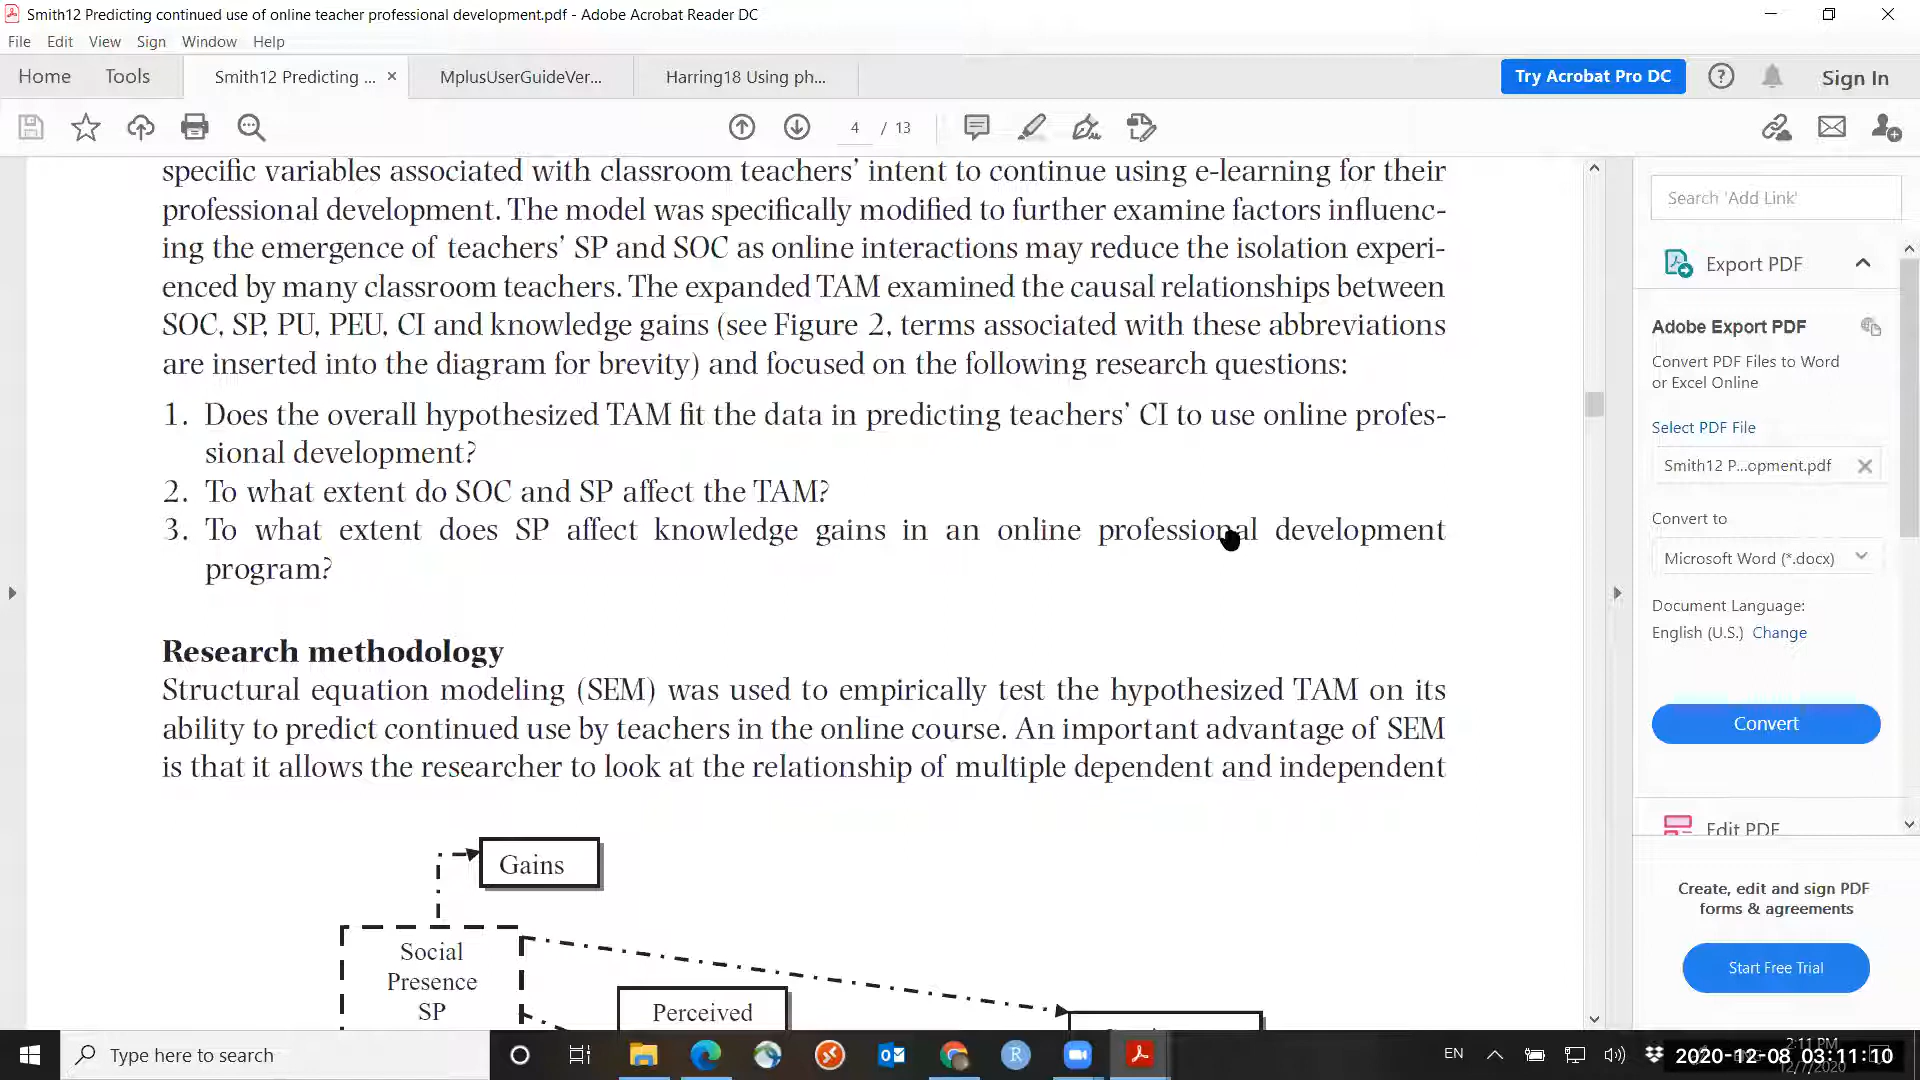 Smith12 Predicting continued use of online teacher professional development.pdf - Adobe Acrobat Reader DC
File Edit View Sign Window Help
Home Tools Smith12 Predicting ... × MplusUserGuideVer... Harring18 Using ph... Try Acrobat Pro DC Sign In
4 / 13
specific variables associated with classroom teachers’ intent to continue using e-learning for their
professional development. The model was specifically modified to further examine factors influenc-
ing the emergence of teachers’ SP and SOC as online interactions may reduce the isolation experi-
enced by many classroom teachers. The expanded TAM examined the causal relationships between
SOC, SP, PU, PEU, CI and knowledge gains (see Figure 2, terms associated with these abbreviations
are inserted into the diagram for brevity) and focused on the following research questions:
1. Does the overall hypothesized TAM fit the data in predicting teachers’ CI to use online profes-
sional development?
2. To what extent do SOC and SP affect the TAM?
3. To what extent does SP affect knowledge gains in an online professional development
program?
Research methodology
Structural equation modeling (SEM) was used to empirically test the hypothesized TAM on its
ability to predict continued use by teachers in the online course. An important advantage of SEM
is that it allows the researcher to look at the relationship of multiple dependent and independent
Gains
Social
Presence
SP
Perceived
Search 'Add Link'
Export PDF
Adobe Export PDF
Convert PDF Files to Word
or Excel Online
Select PDF File
Smith12 P...opment.pdf
Convert to
Microsoft Word (*.docx)
Document Language:
English (U.S.) Change
Convert
Edit PDF
Create, edit and sign PDF
forms & agreements
Start Free Trial
Type here to search
EN
2:11 PM
2020-12-08 03:11:10
12/7/2020